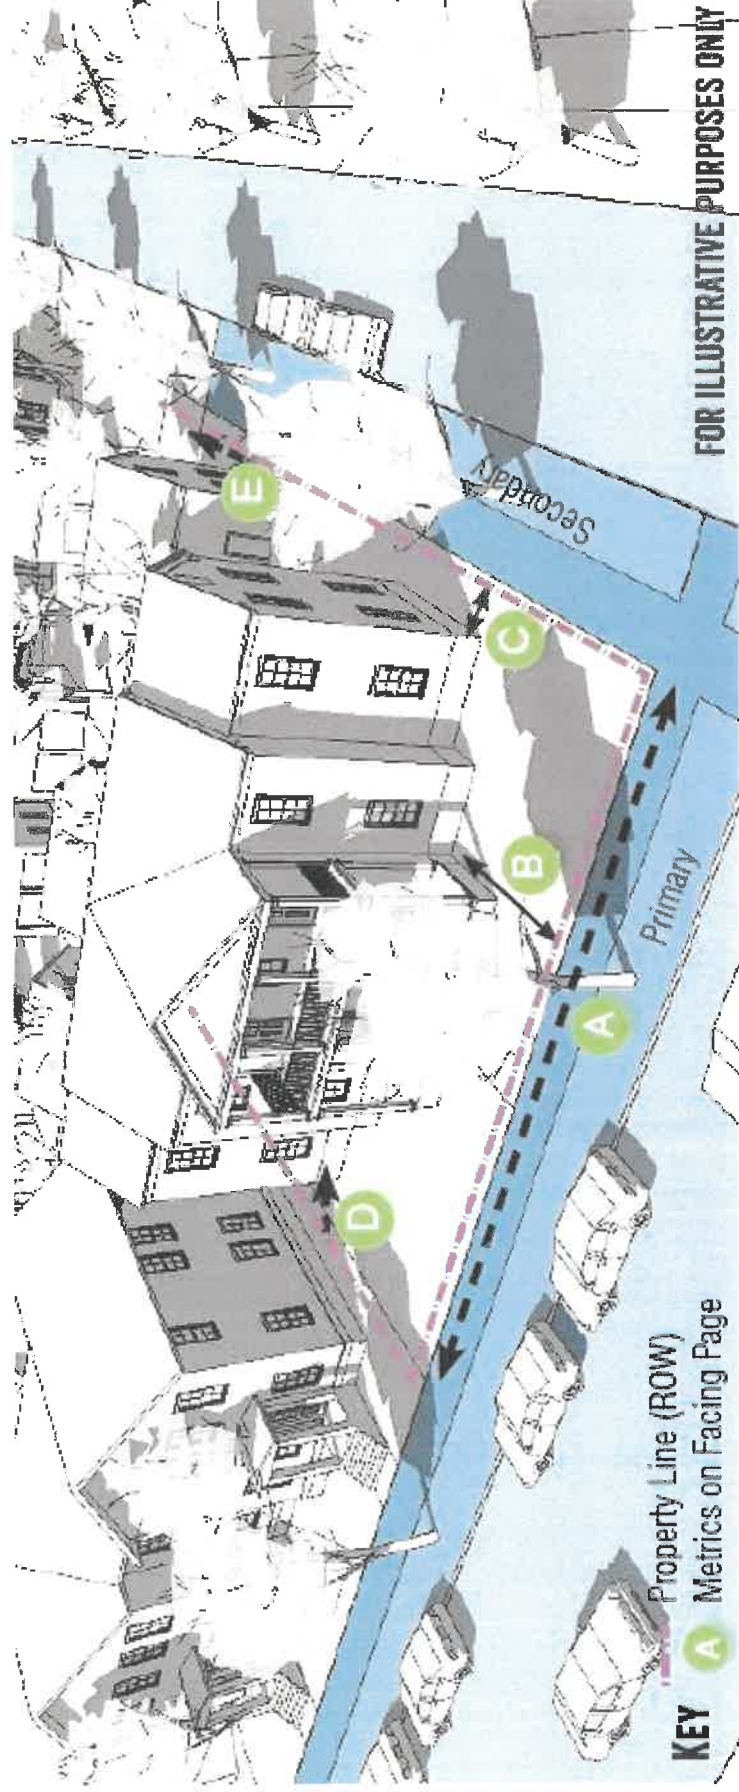 E
C
B
A
D
Secondary
Primary
KEY
Property Line (ROW)
A Metrics on Facing Page
FOR ILLUSTRATIVE PURPOSES ONLY